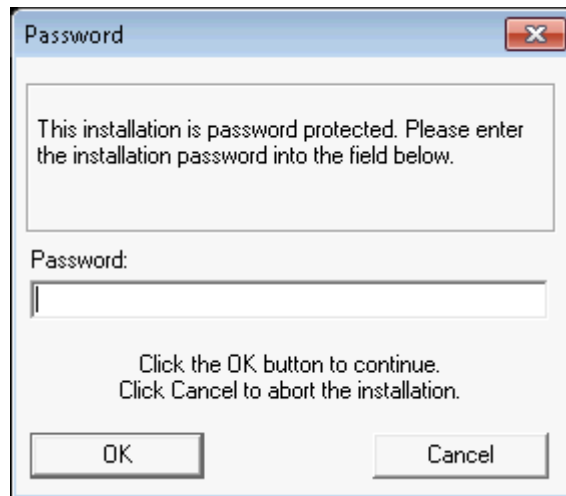 Password
This installation is password protected. Please enter
the installation password into the field below.
Password:
Click the OK button to continue.
Click Cancel to abort the installation.
OK
Cancel